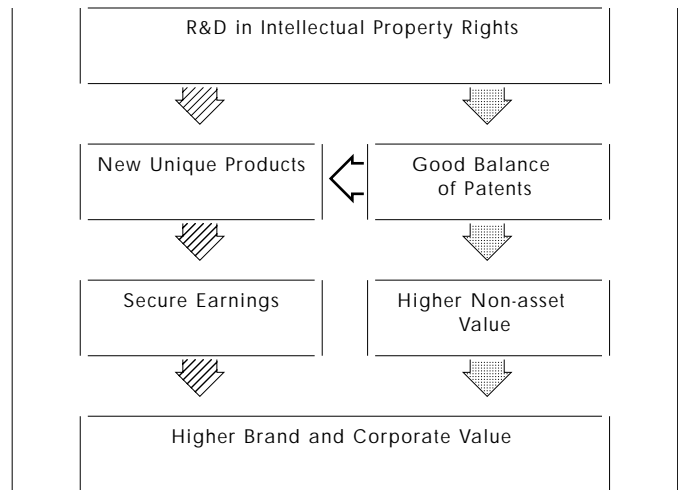 R&D in Intellectual Property Rights
New Unique Products
Good Balance
of Patents
Secure Earnings
Higher Non-asset
Value
Higher Brand and Corporate Value